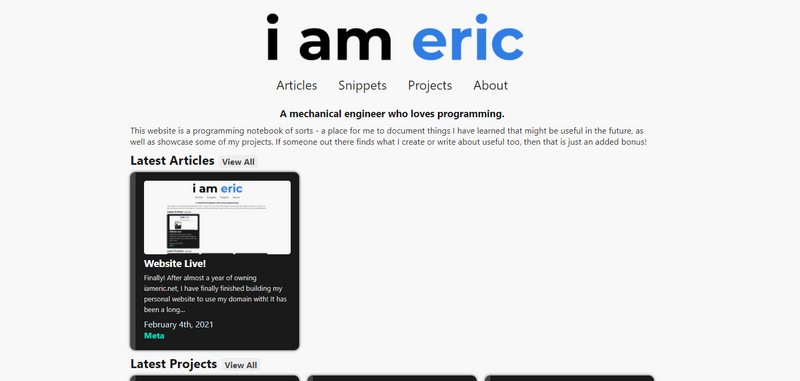 i am eric
Articles Snippets Projects About
A mechanical engineer who loves programming.
This website is a programming notebook of sorts - a place for me to document things I have learned that might be useful in the future, as
well as showcase some of my projects. If someone out there finds what I create or write about useful too, then that is just an added bonus!
Latest Articles View All
i am eric
Website Live!
Finally! After almost a year of owning
iameric.net, I have finally finished building my
personal website to use my domain with! It has
been a long...
February 4th, 2021
Meta
Latest Projects View All